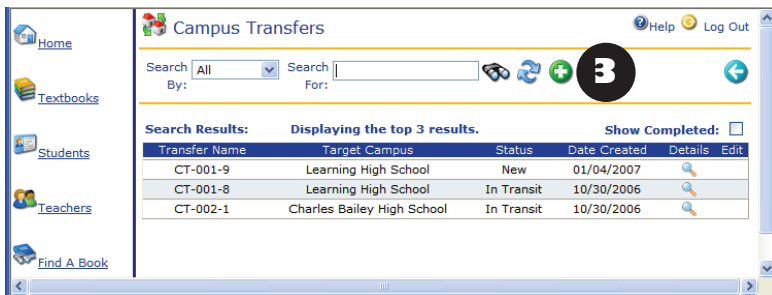 Home
Textbooks
Students
Teachers
Find A Book
Campus Transfers
Help Log Out
Search By: All Search For: 3
Search Results: Displaying the top 3 results. Show Completed:
Transfer Name Target Campus Status Date Created Details Edit
CT-001-9 Learning High School New 01/04/2007
CT-001-8 Learning High School In Transit 10/30/2006
CT-002-1 Charles Bailey High School In Transit 10/30/2006